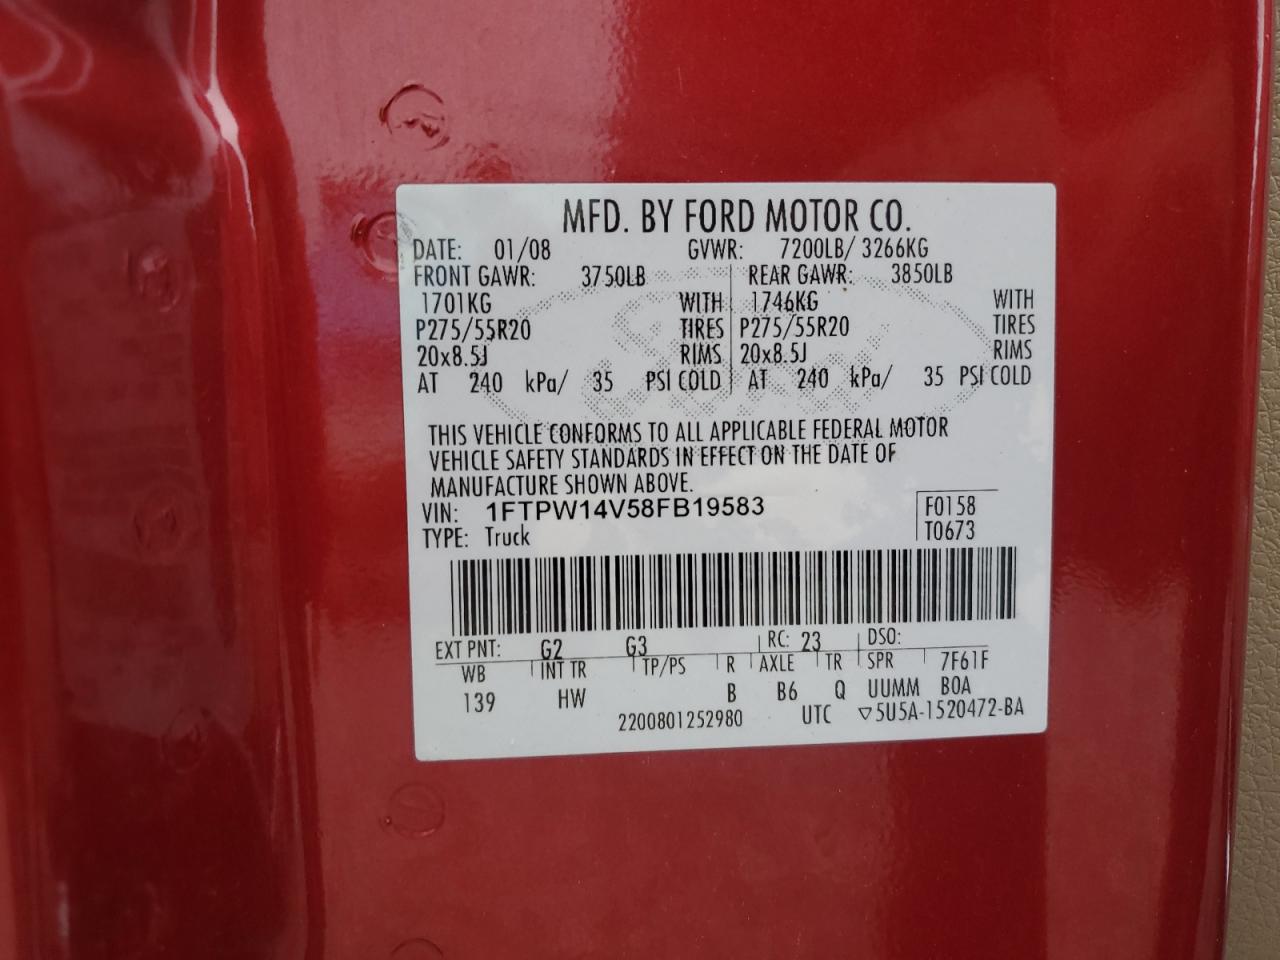 MFD. BY FORD MOTOR CO.
DATE: 01/08 GVWR: 7200LB/ 3266KG
FRONT GAWR: 3750LB REAR GAWR: 3850LB
1701KG WITH 1746KG WITH
P275/55R20 TIRES P275/55R20 TIRES
20x8.5J RIMS 20x8.5J RIMS
AT 240 kPa/ 35 PSI COLD AT 240 kPa/ 35 PSI COLD
Ford
THIS VEHICLE CONFORMS TO ALL APPLICABLE FEDERAL MOTOR
VEHICLE SAFETY STANDARDS IN EFFECT ON THE DATE OF
MANUFACTURE SHOWN ABOVE.
VIN: 1FTPW14V58FB19583 F0158
TYPE: Truck T0673
EXT PNT: G2 G3 RC: 23 DSO:
WB INT TR TP/PS R AXLE TR SPR 7F61F
139 HW B B6 Q UUMM BOA
2200801252980 UTC ▽5U5A-1520472-BA